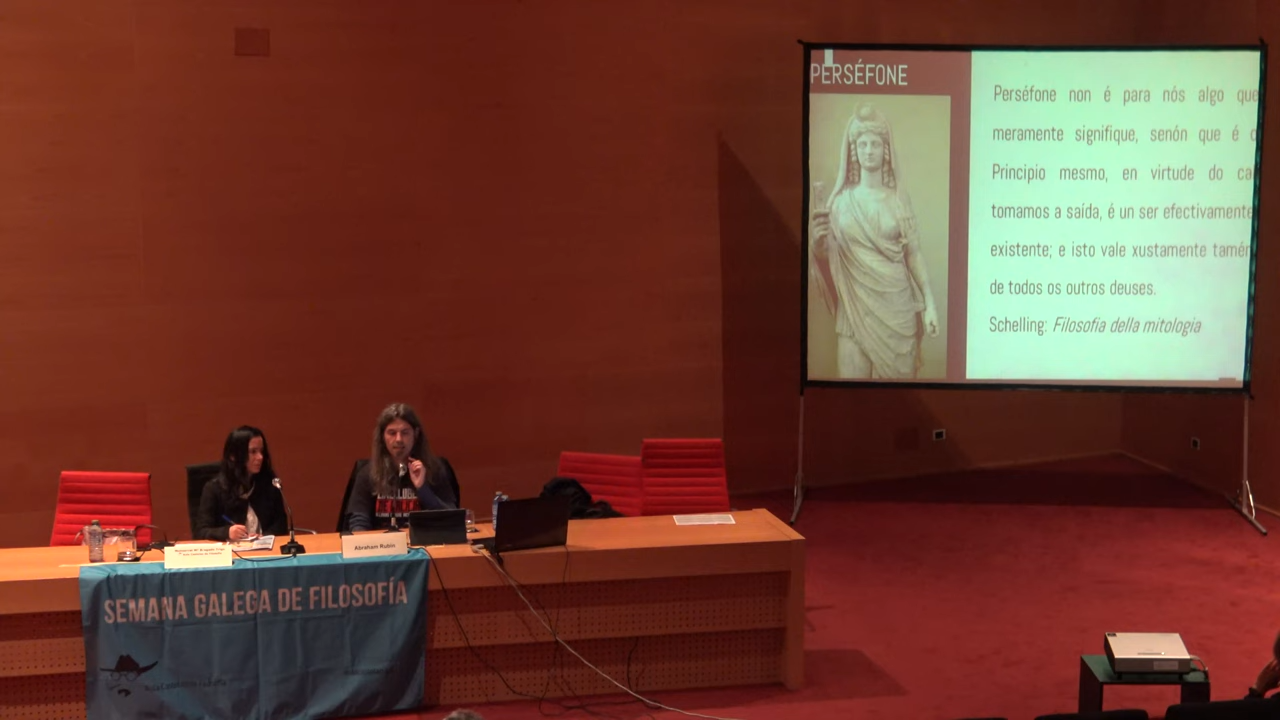 PERSÉFONE
Perséfone non é para nós algo que
meramente signifique, senón que é
Principio mesmo, en virtude do
tomamos a saída, é un ser efectivamente
existente; e isto vale xustamente
de todos os outros deuses.
Schelling: Filosofia della mitologia
Abraham Rubín
SEMANA GALEGA DE FILOSOFÍA